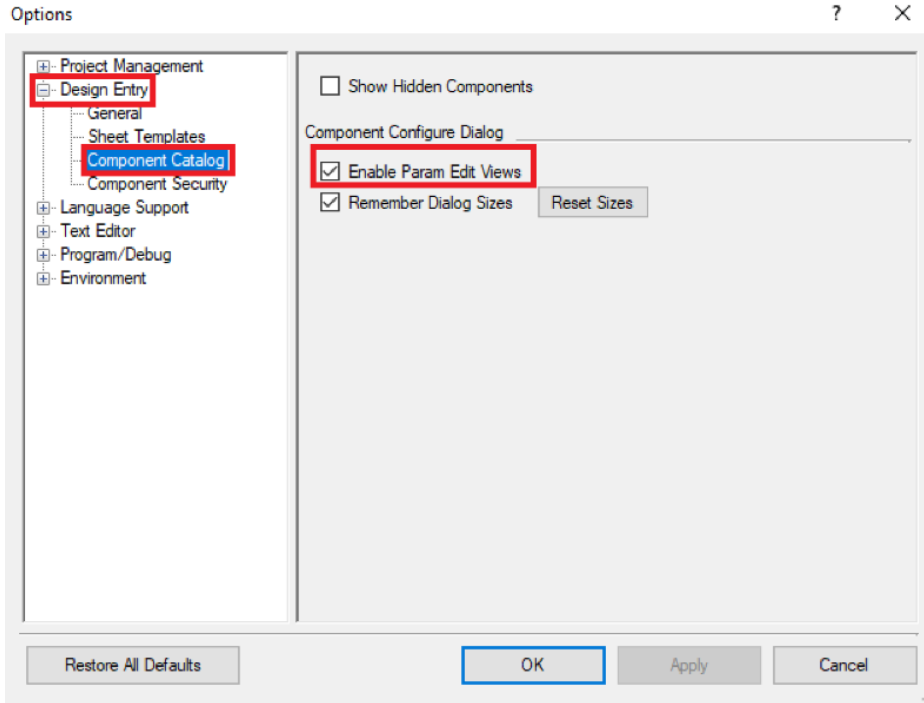 Options
?
Project Management
Design Entry
General
Sheet Templates
Component Catalog
Component Security
Language Support
Text Editor
Program/Debug
Environment
Show Hidden Components
Component Configure Dialog
Enable Param Edit Views
Remember Dialog Sizes Reset Sizes
Restore All Defaults OK Apply Cancel